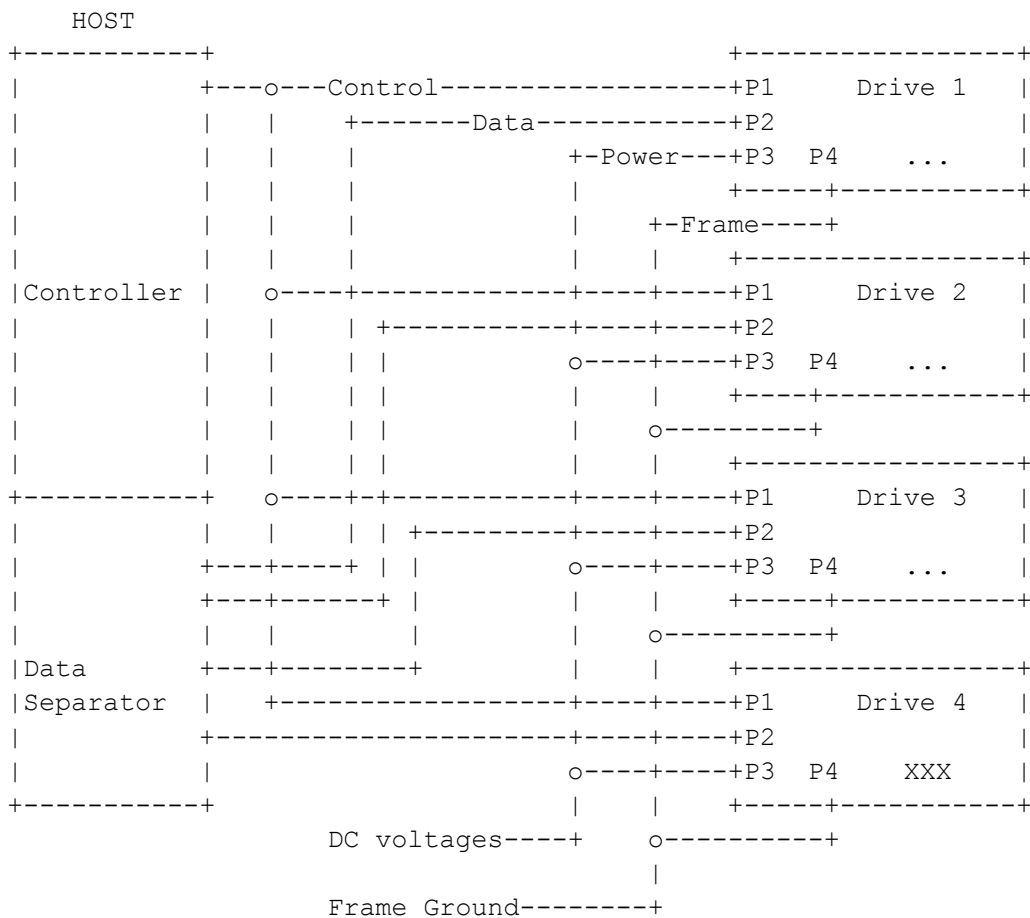 HOST
Control P1 Drive 1
Data P2
Power P3 P4 ...
Frame
Controller P1 Drive 2
P2
P3 P4 ...
P1 Drive 3
P2
P3 P4 ...
Data
Separator P1 Drive 4
P2
P3 P4 XXX
DC voltages
Frame Ground